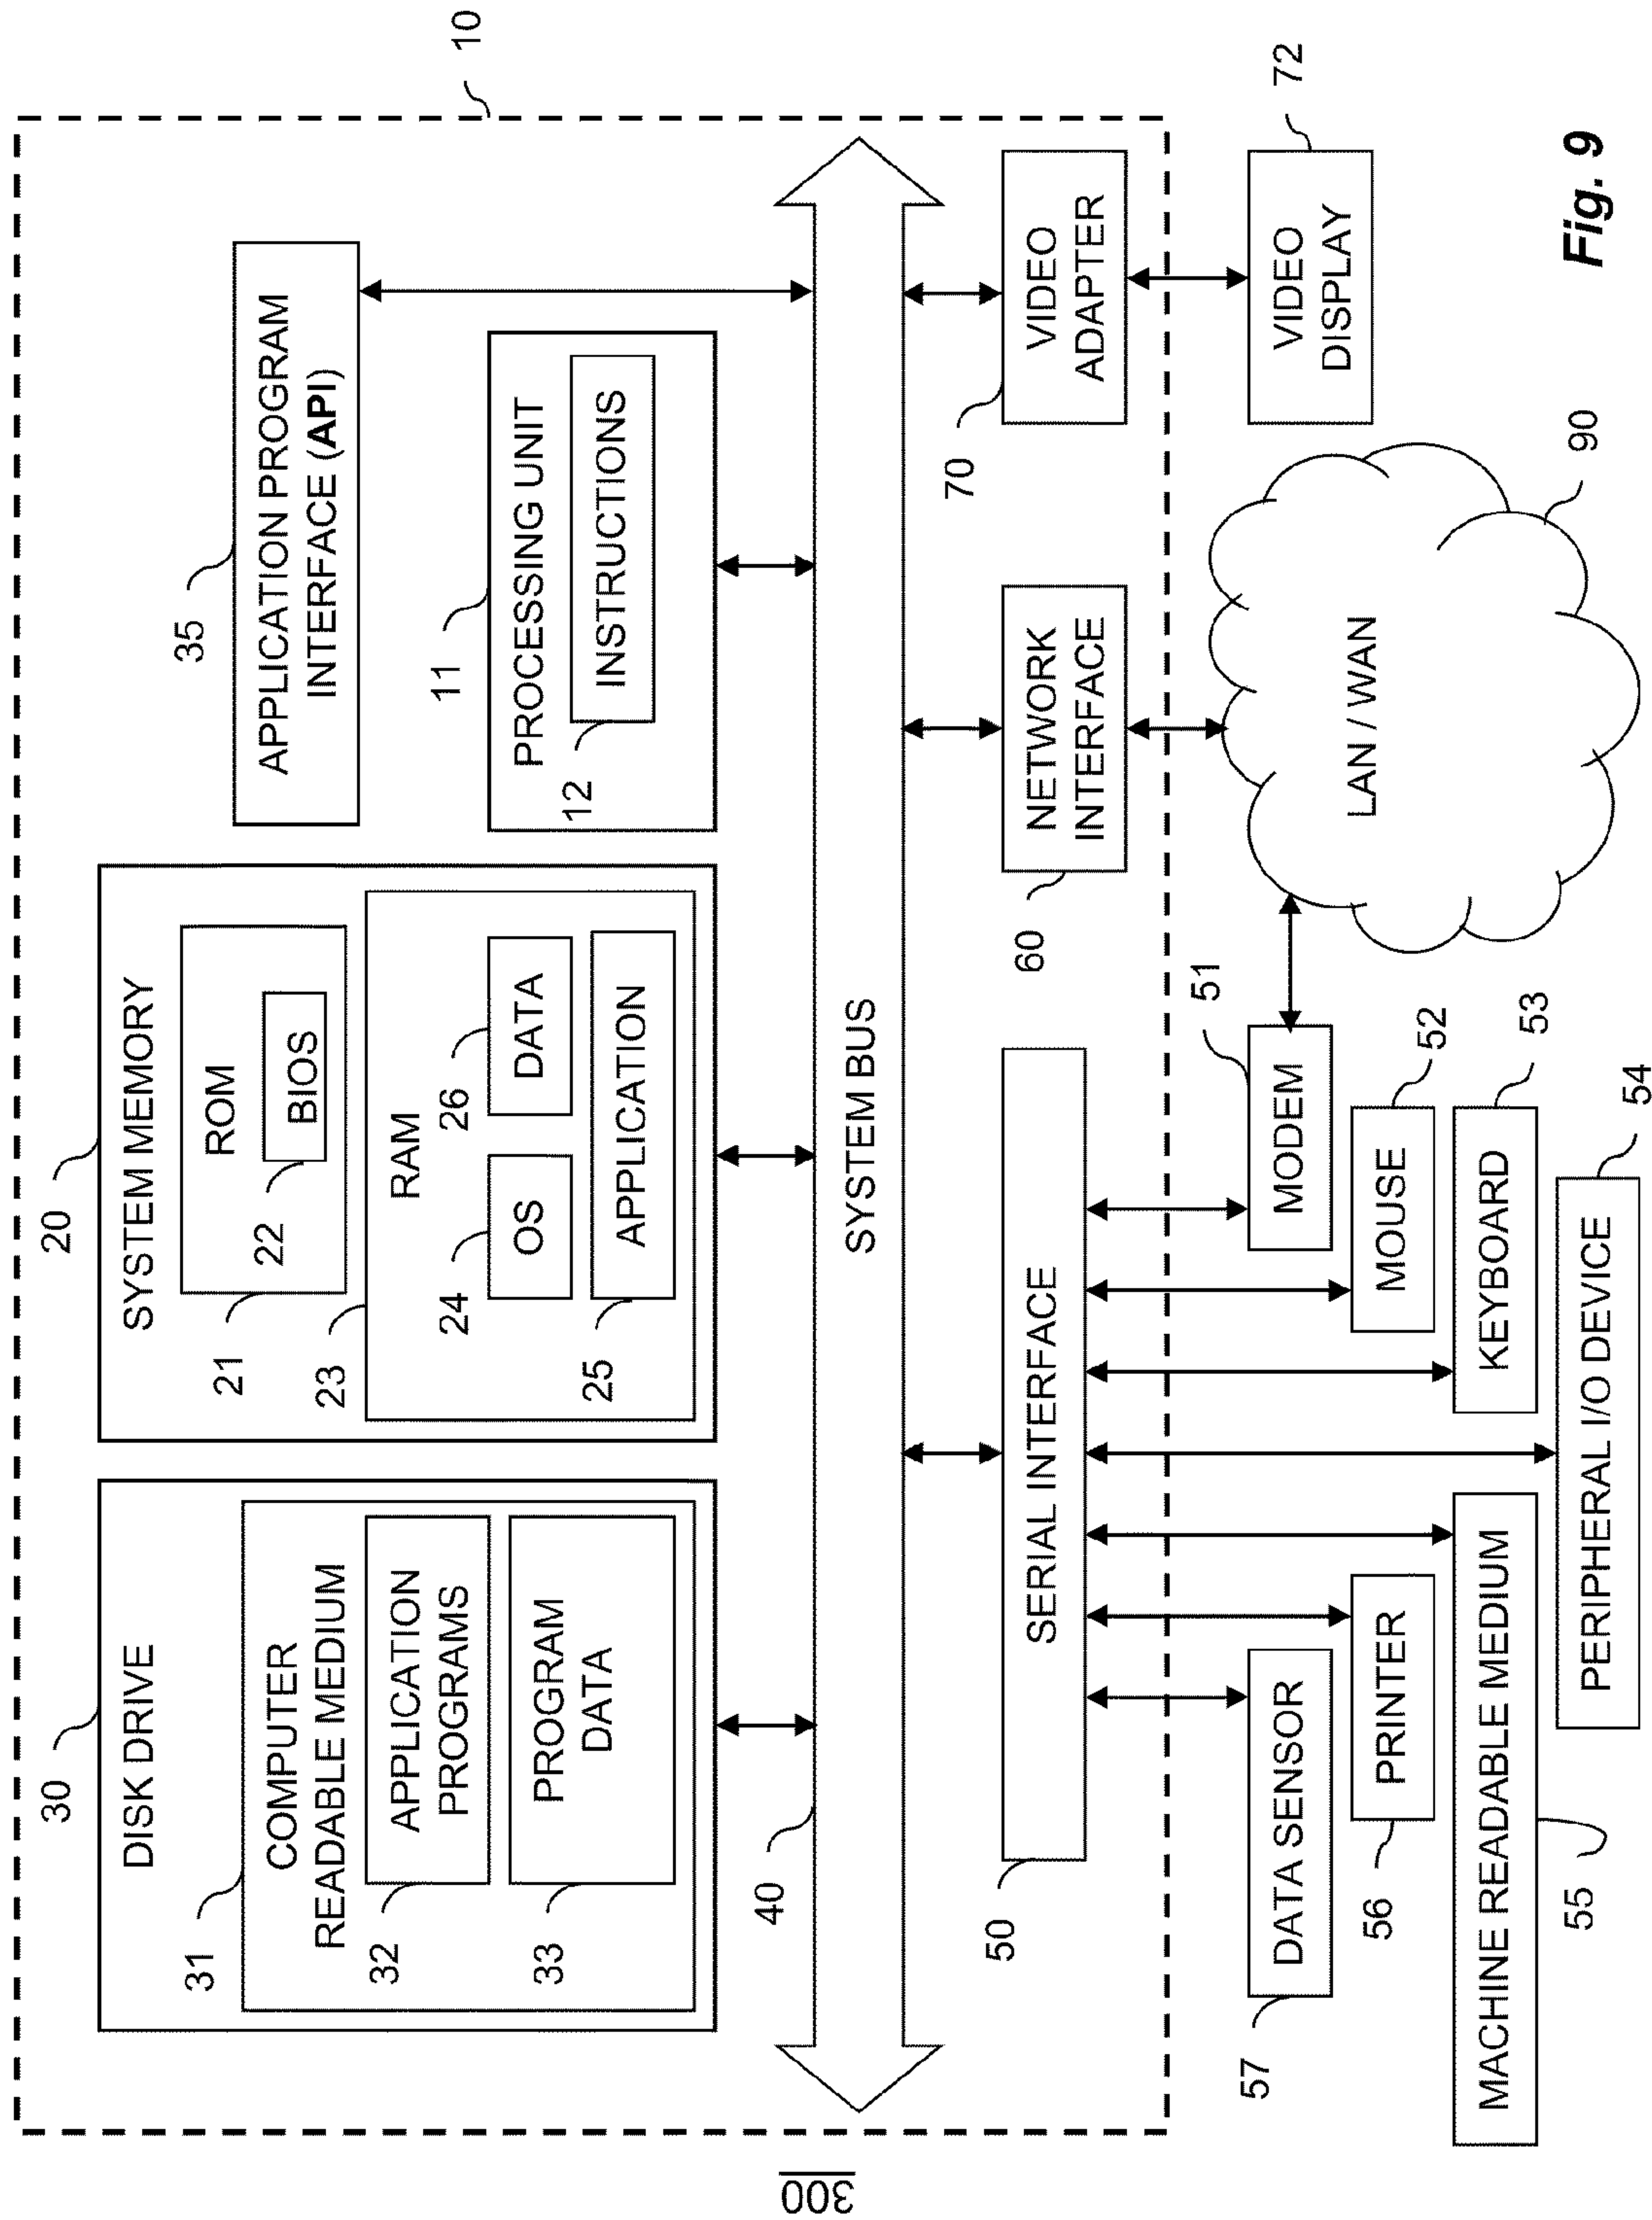 300
10
30
DISK DRIVE
31
COMPUTER
READABLE MEDIUM
32
APPLICATION
PROGRAMS
33
PROGRAM
DATA
20
SYSTEM MEMORY
21
ROM
22
BIOS
23
RAM
24
OS
26
DATA
25
APPLICATION
35
APPLICATION PROGRAM
INTERFACE (API)
11
PROCESSING UNIT
12
INSTRUCTIONS
40
SYSTEM BUS
50
SERIAL INTERFACE
60
NETWORK
INTERFACE
70
VIDEO
ADAPTER
57
DATA SENSOR
56
PRINTER
55
MACHINE READABLE MEDIUM
54
PERIPHERAL I/O DEVICE
53
KEYBOARD
52
MOUSE
51
MODEM
LAN / WAN
90
72
VIDEO
DISPLAY
Fig. 9